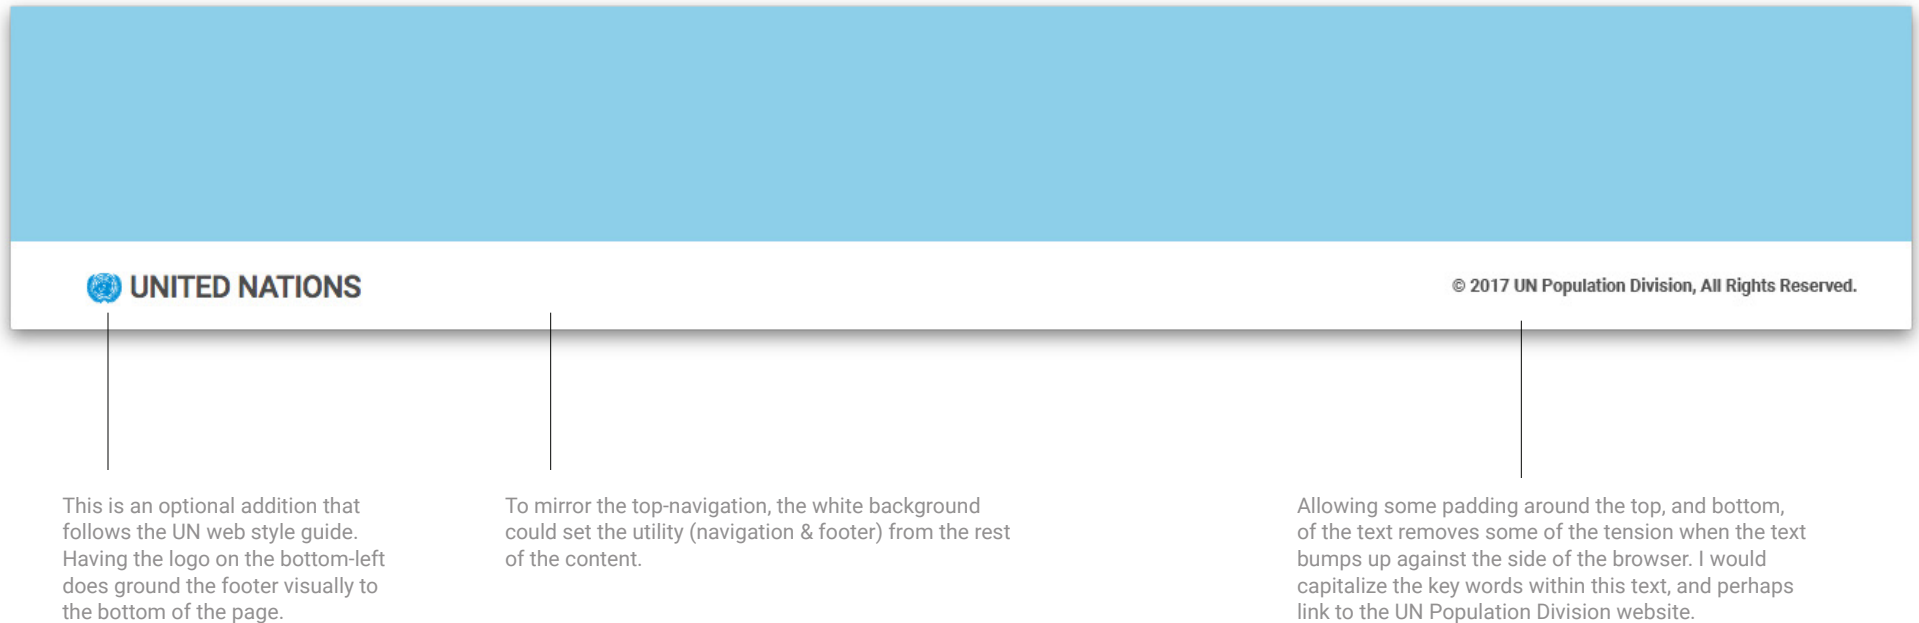 UNITED NATIONS
© 2017 UN Population Division, All Rights Reserved.
This is an optional addition that
follows the UN web style guide.
Having the logo on the bottom-left
does ground the footer visually to
the bottom of the page.
To mirror the top-navigation, the white background
could set the utility (navigation & footer) from the rest
of the content.
Allowing some padding around the top, and bottom,
of the text removes some of the tension when the text
bumps up against the side of the browser. I would
capitalize the key words within this text, and perhaps
link to the UN Population Division website.